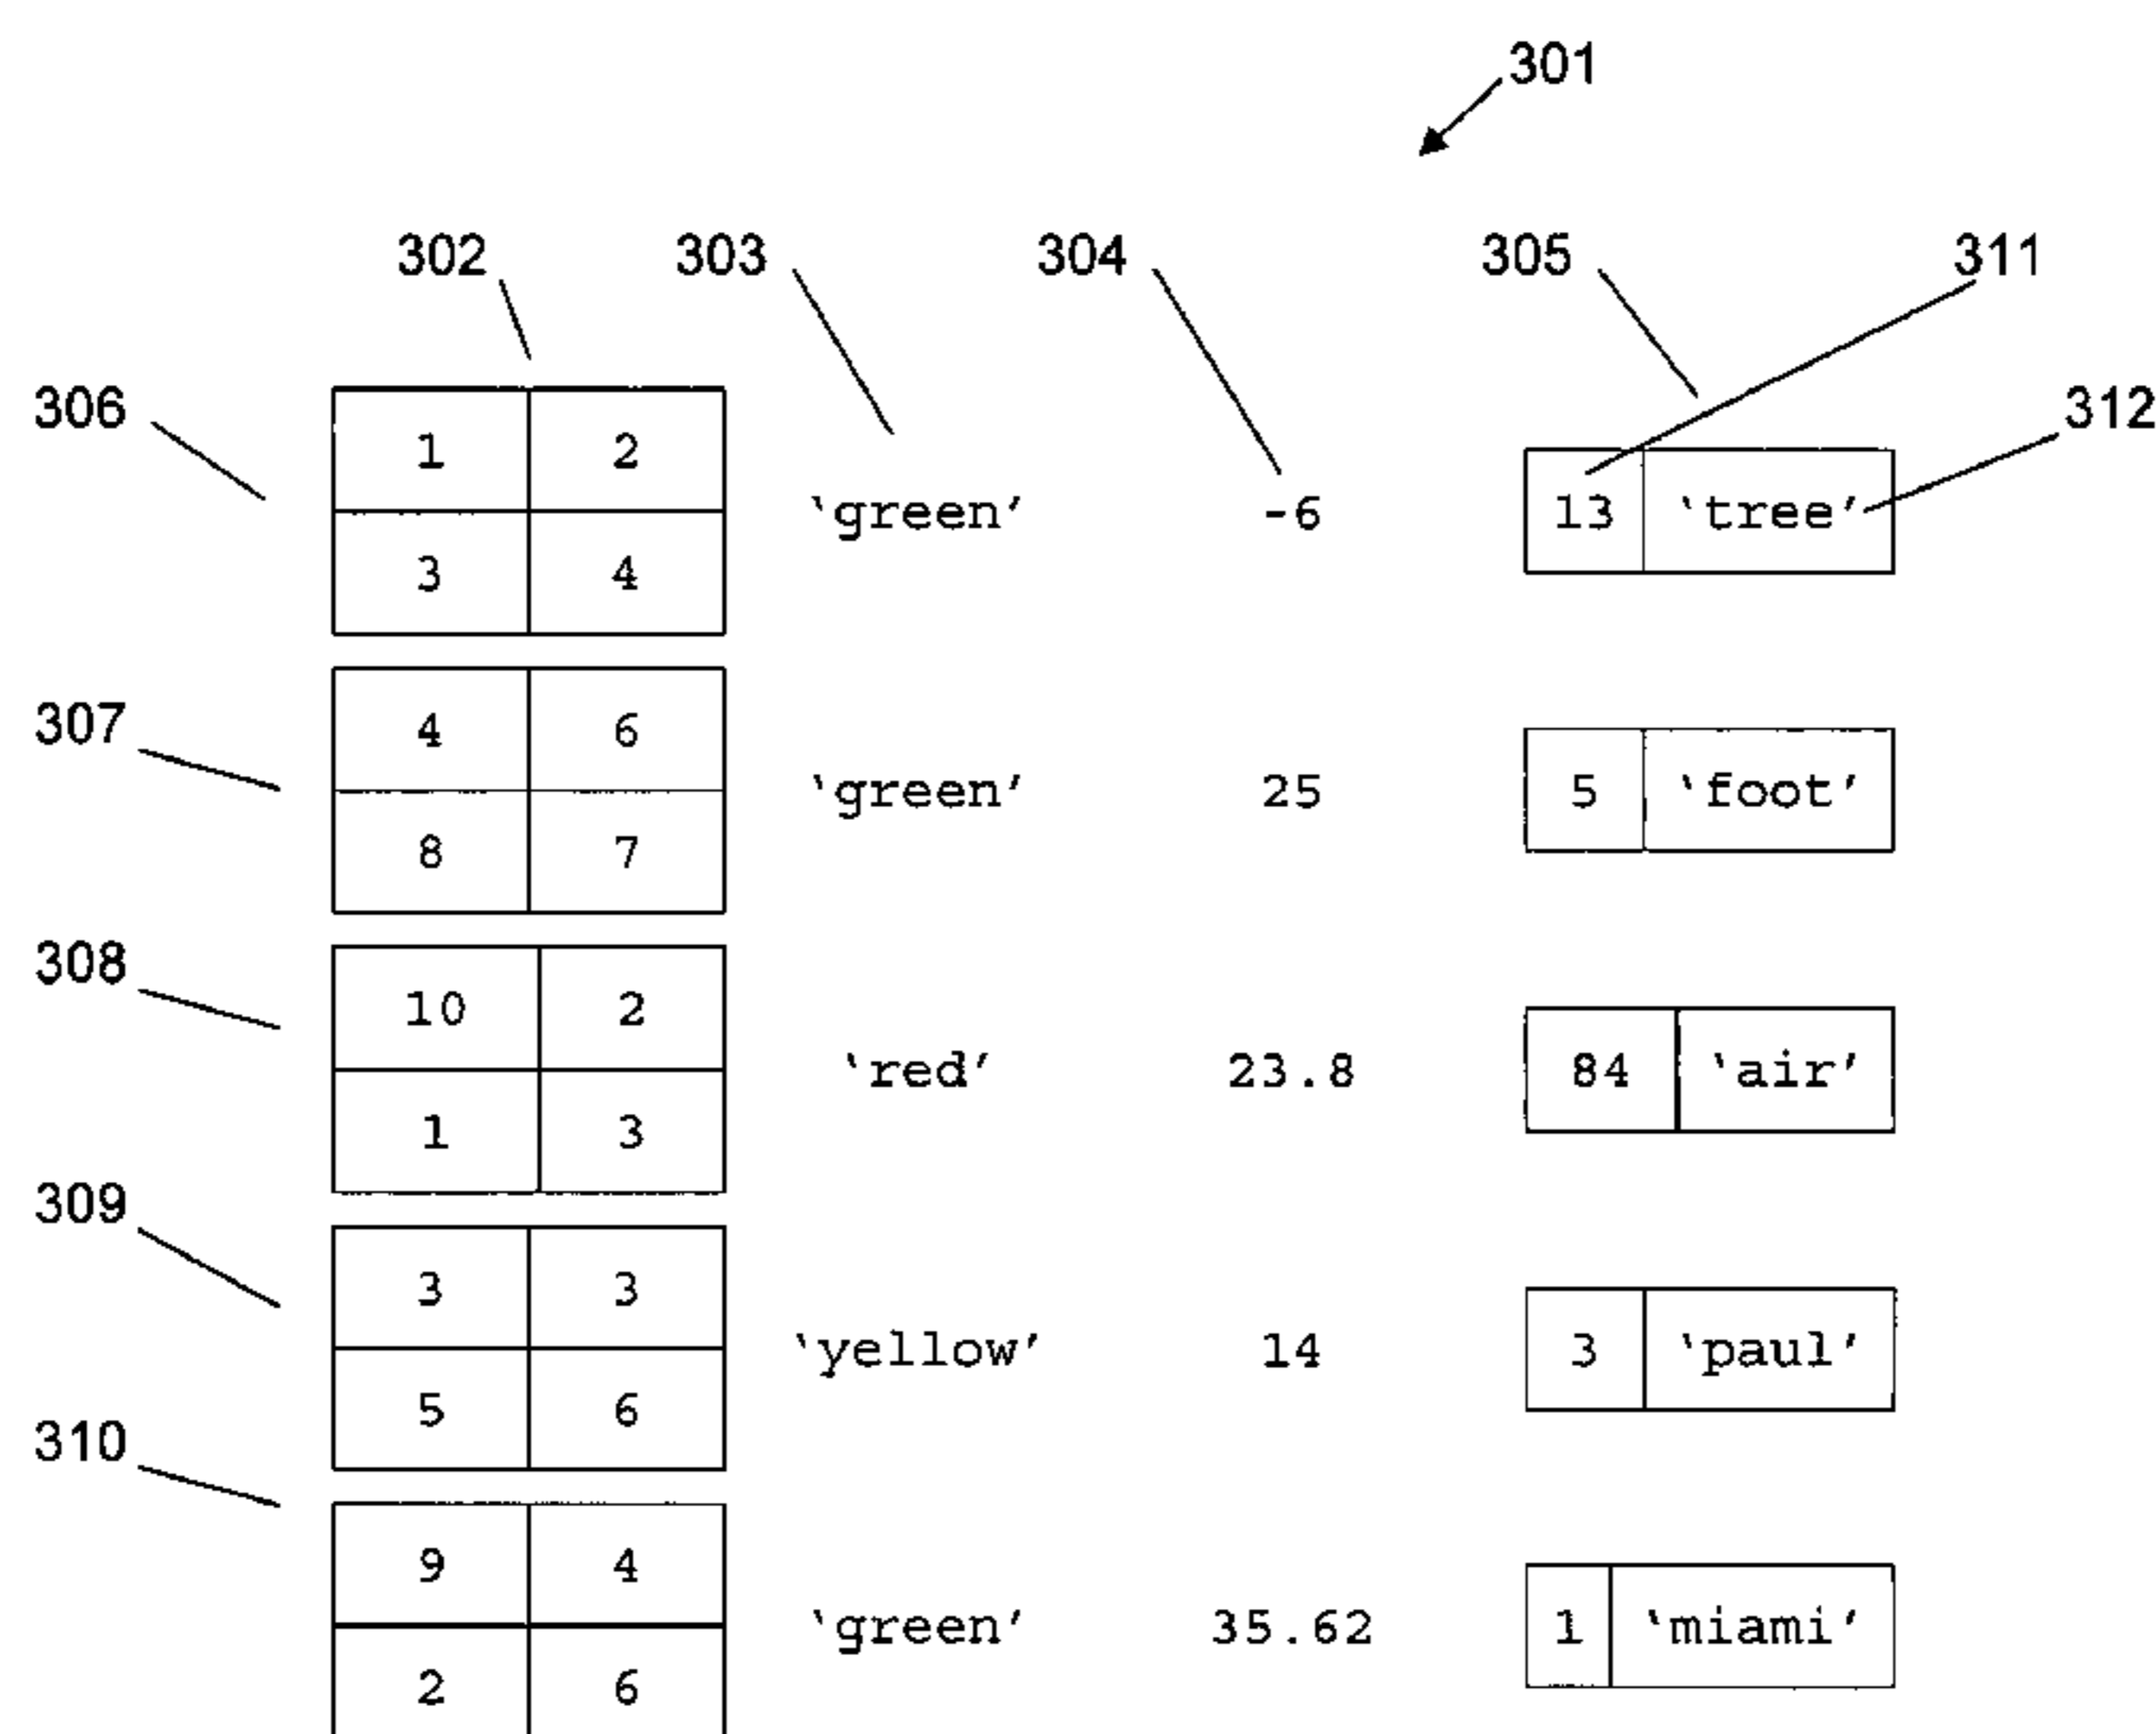 301
302 303 304 305 311
306 312
1 2
'green' -6 13 'tree'
3 4
307
4 6
'green' 25 5 'foot'
8 7
308
10 2
'red' 23.8 84 'air'
1 3
309
3 3
'yellow' 14 3 'paul'
5 6
310
9 4
'green' 35.62 1 'miami'
2 6